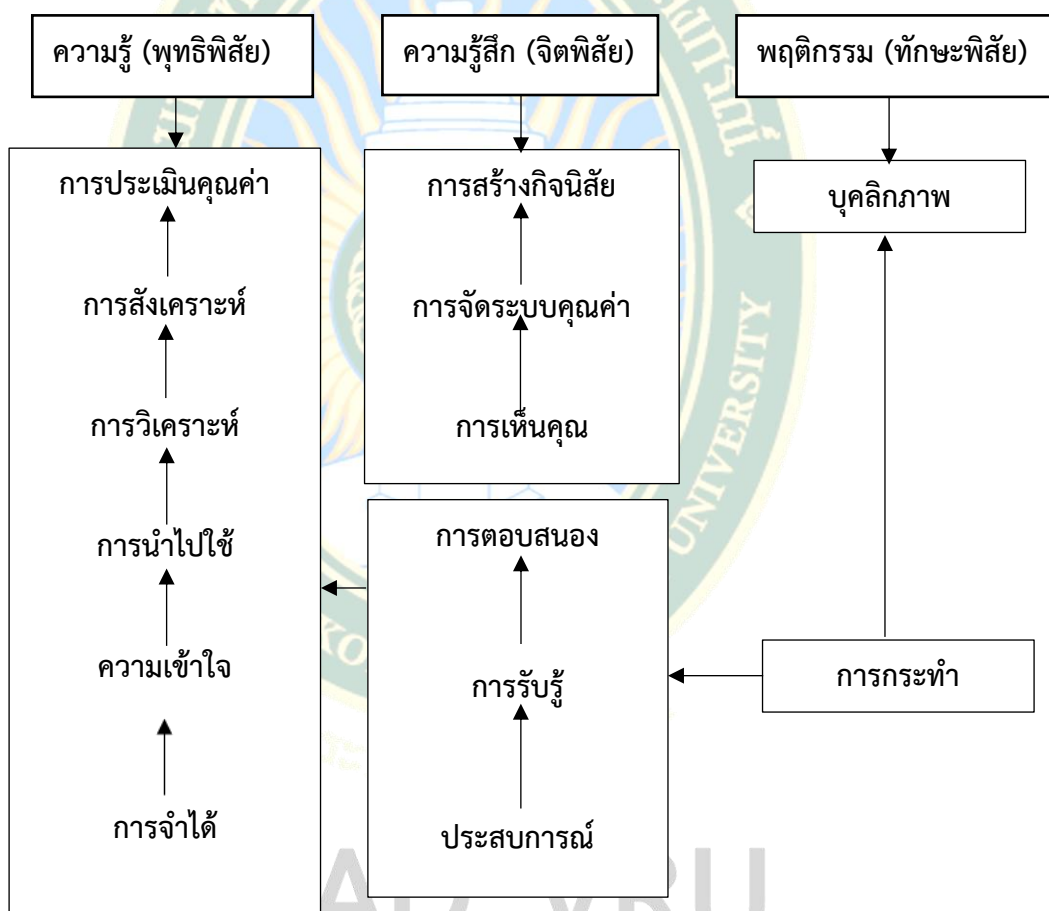 ความรู้ (พุทธิพิสัย)
ความรู้สึก (จิตพิสัย)
พฤติกรรม (ทักษะพิสัย)
การประเมินคุณค่า
การสังเคราะห์
การวิเคราะห์
การนำไปใช้
ความเข้าใจ
การจำได้
การสร้างกิจนิสัย
การจัดระบบคุณค่า
การเห็นคุณ
การตอบสนอง
การรับรู้
ประสบการณ์
บุคลิกภาพ
การกระทำ
UNIVERSITY
VRU